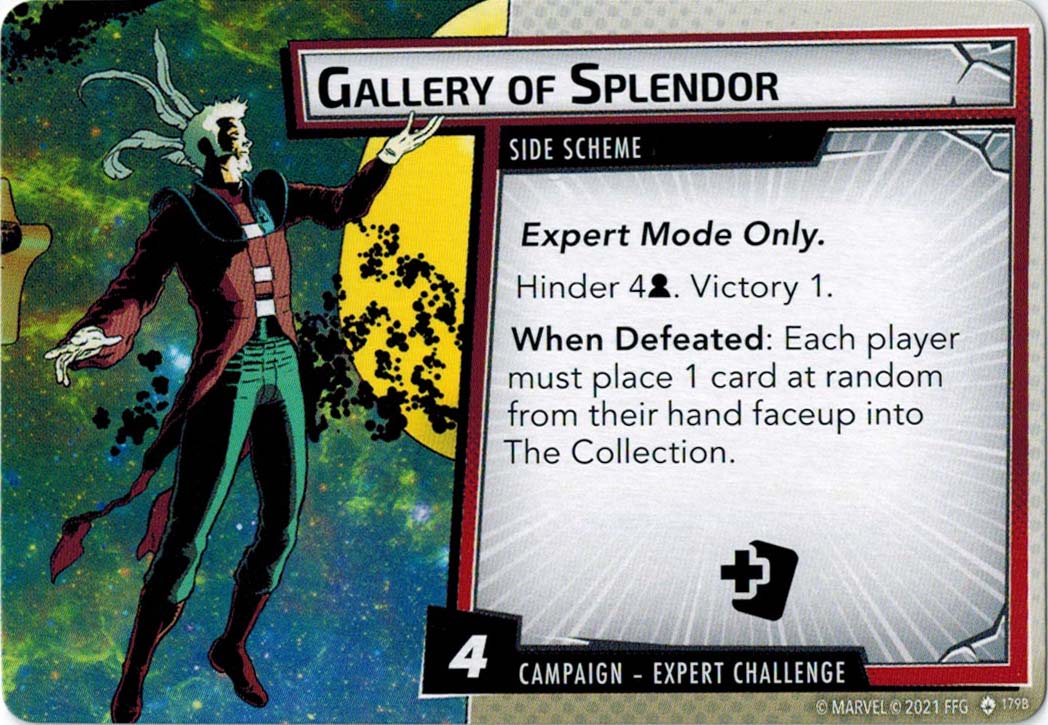 GALLERY OF SPLENDOR
SIDE SCHEME
Expert Mode Only.
Hinder 4. Victory 1.
When Defeated: Each player
must place 1 card at random
from their hand faceup into
The Collection.
4
CAMPAIGN – EXPERT CHALLENGE
© MARVEL © 2021 FFG 179B